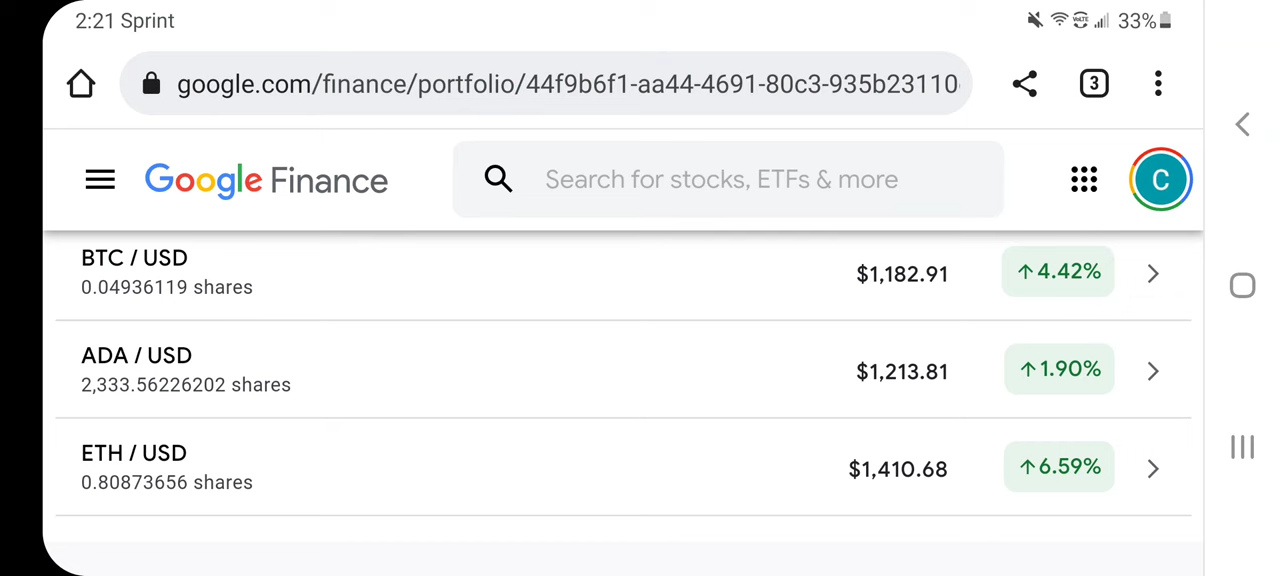 2:21 Sprint
VoLTE
33%
google.com/finance/portfolio/44f9b6f1-aa44-4691-80c3-935b23110
3
Google Finance
Search for stocks, ETFs & more
C
BTC / USD
0.04936119 shares
$1,182.91
↑4.42%
ADA / USD
2,333.56226202 shares
$1,213.81
↑1.90%
ETH / USD
0.80873656 shares
$1,410.68
↑6.59%